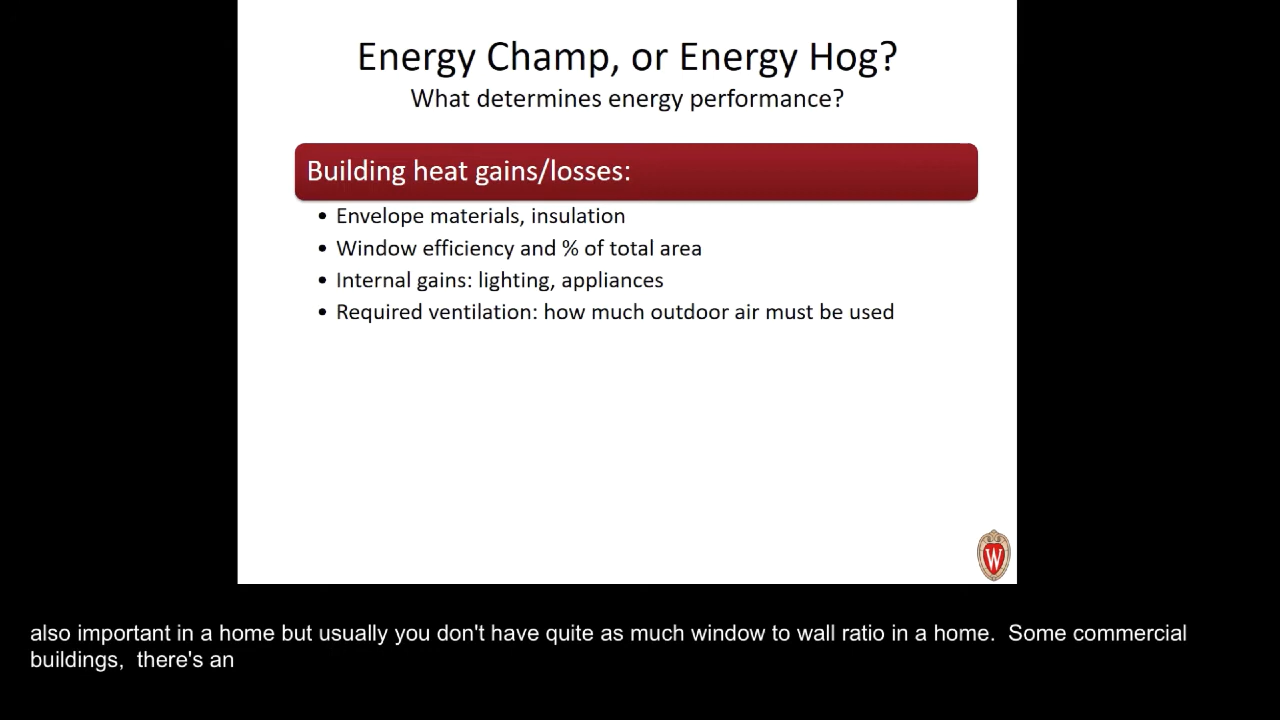 Energy Champ, or Energy Hog?
What determines energy performance?
Building heat gains/losses:
• Envelope materials, insulation
• Window efficiency and % of total area
• Internal gains: lighting, appliances
• Required ventilation: how much outdoor air must be used
W
also important in a home but usually you don't have quite as much window to wall ratio in a home.  Some commercial
buildings,  there's an